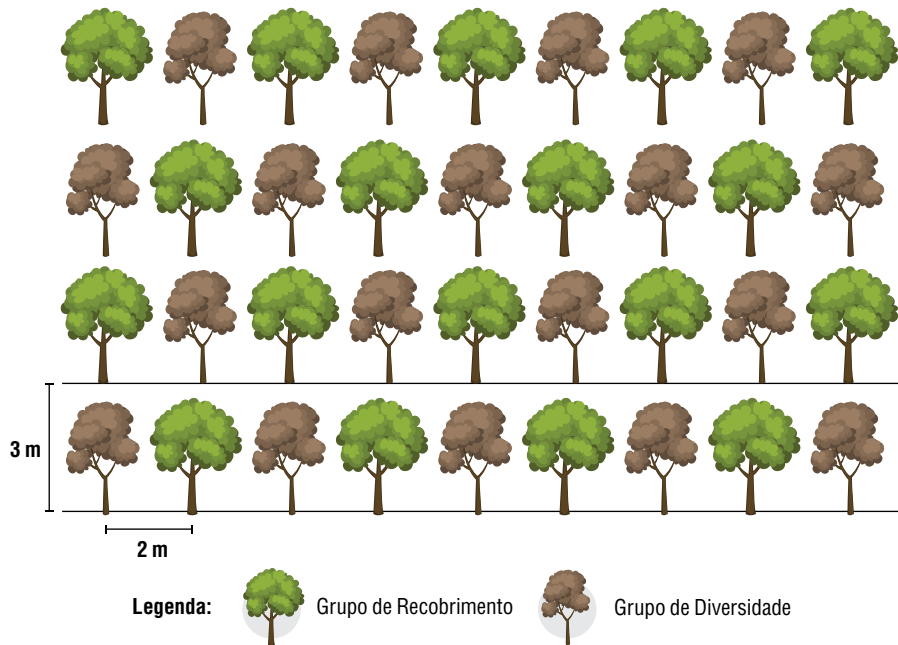 3 m
2 m
Legenda:
Grupo de Recobrimento
Grupo de Diversidade